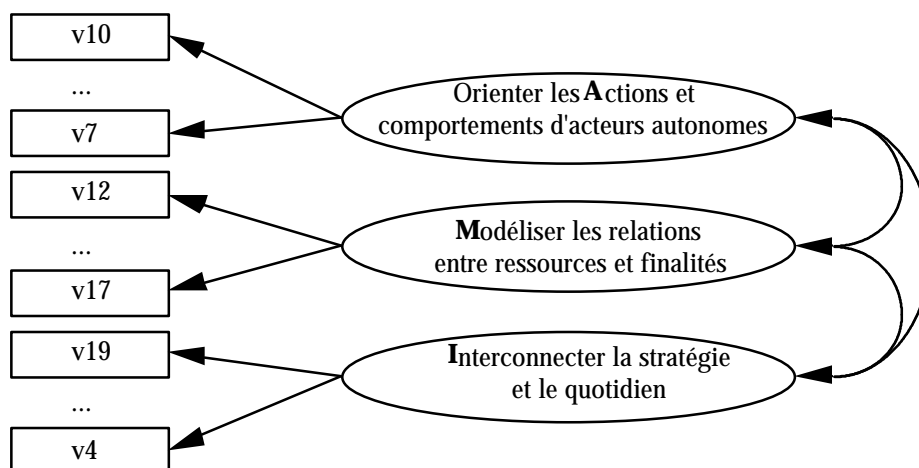 v10
...
v7
v12
...
v17
v19
...
v4
Orienter les Actions et
comportements d'acteurs autonomes
Modéliser les relations
entre ressources et finalités
Interconnecter la stratégie
et le quotidien